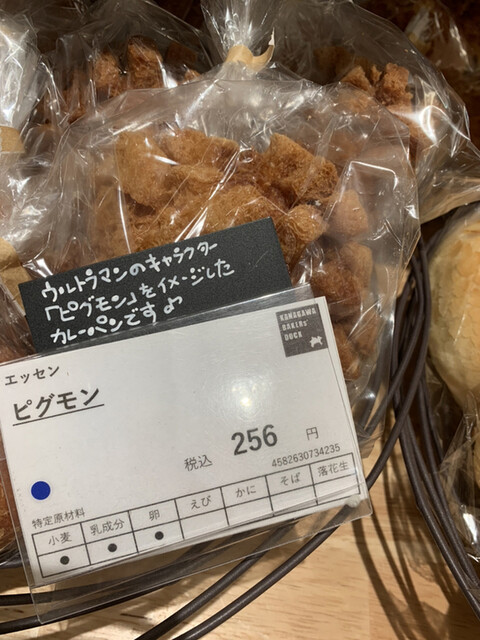 ウルトラマンのキャラクター
「ピグモン」をイメージした
カレーパンです♪
KANAGAWA
BAKERS'
DOCK
エッセン
ピグモン
税込 256 円
4582630734235
特定原材料
小麦 乳成分 卵 えび かに そば 落花生
● ● ●